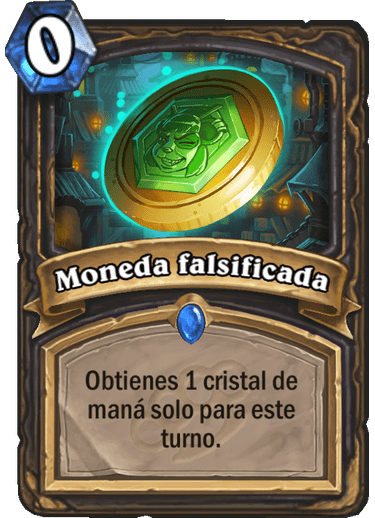 0
Moneda falsificada
Obtienes 1 cristal de
maná solo para este
turno.